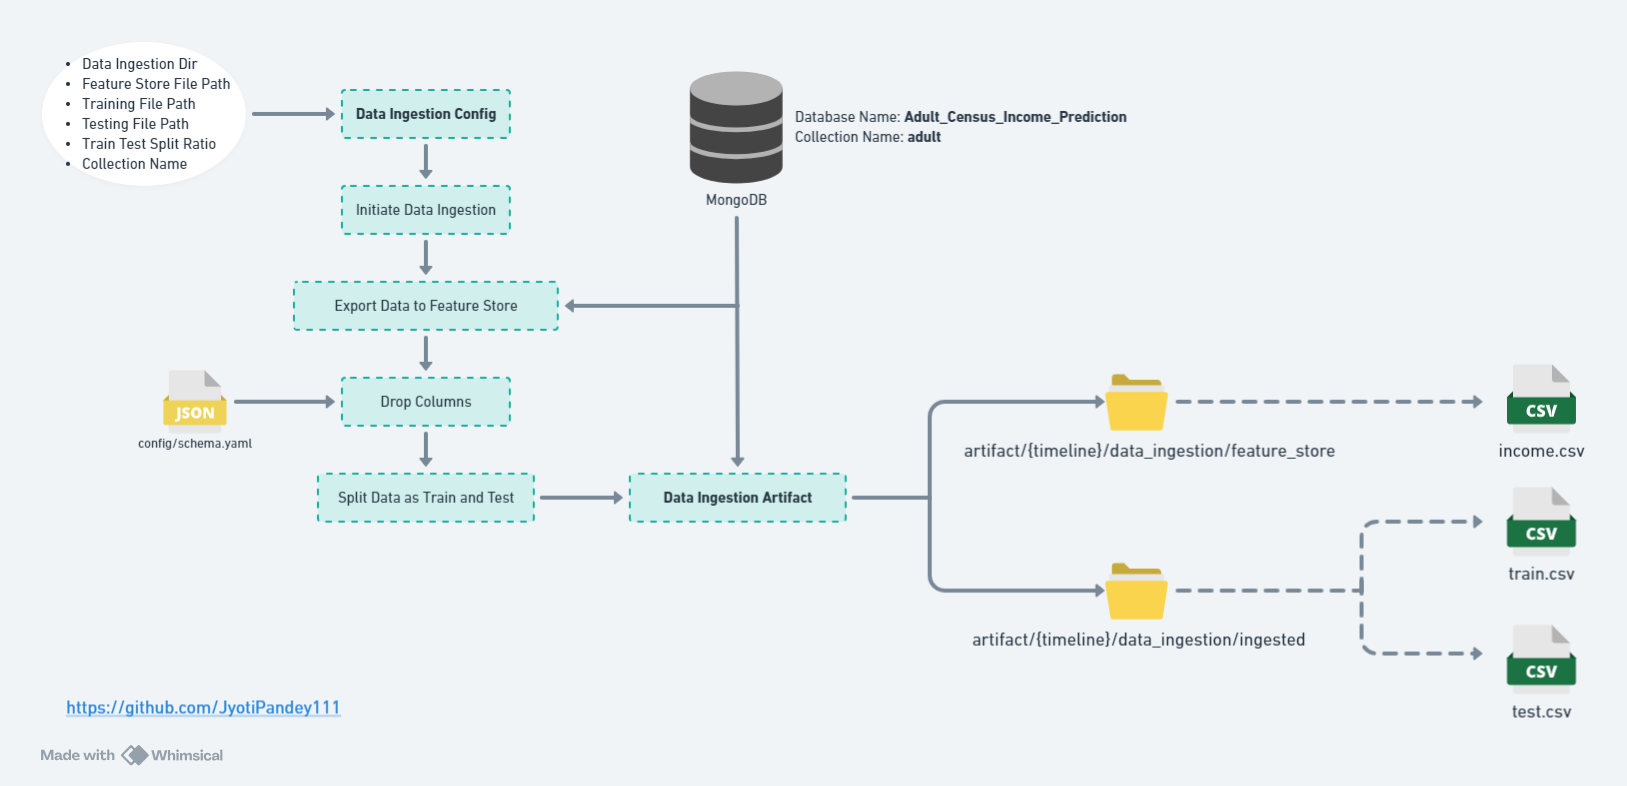 Data Ingestion Dir
Feature Store File Path
Training File Path
Testing File Path
Train Test Split Ratio
Collection Name
Data Ingestion Config
Database Name: Adult_Census_Income_Prediction
Collection Name: adult
MongoDB
Initiate Data Ingestion
Export Data to Feature Store
JSON
config/schema.yaml
Drop Columns
Split Data as Train and Test
Data Ingestion Artifact
artifact/{timeline}/data_ingestion/feature_store
CSV
income.csv
CSV
train.csv
artifact/{timeline}/data_ingestion/ingested
CSV
test.csv
https://github.com/JyotiPandey111
Made with Whimsical